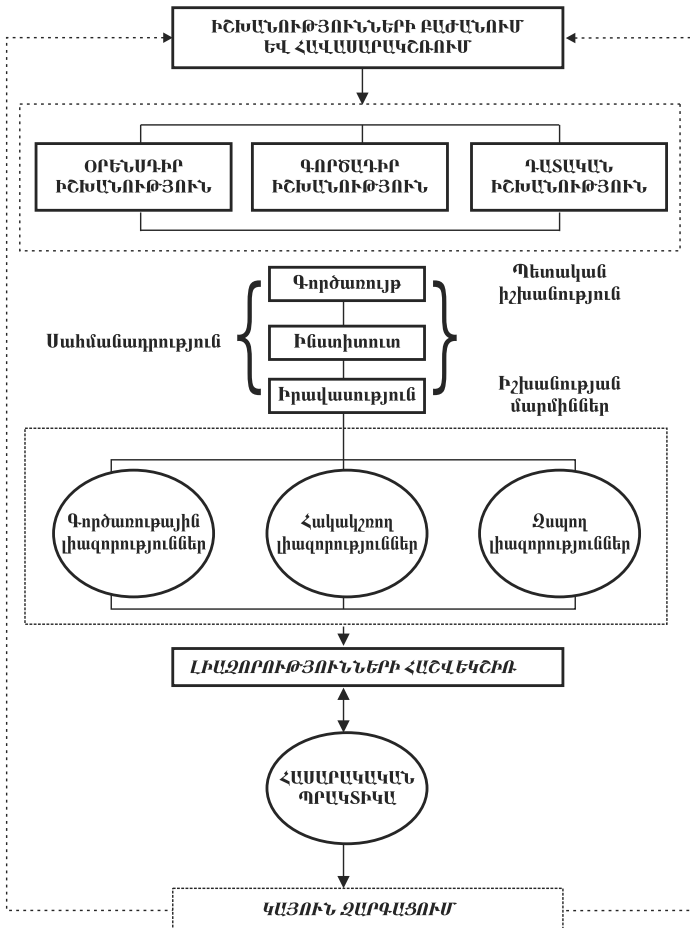 ԻՇԽԱՆՈՒԹՅՈՒՆՆԵՐԻ ԲԱԺԱՆՈՒՄ
ԵՎ ՀԱՎԱՍԱՐԱԿՇՌՈՒՄ
ՕՐԵՆՍԴԻՐ
ԻՇԽԱՆՈՒԹՅՈՒՆ
ԳՈՐԾԱԴԻՐ
ԻՇԽԱՆՈՒԹՅՈՒՆ
ԴԱՏԱԿԱՆ
ԻՇԽԱՆՈՒԹՅՈՒՆ
Սահմանադրություն
Գործառույթ
Ինստիտուտ
Իրավասություն
Պետական
իշխանություն
Իշխանության
մարմիններ
Գործառութային
լիազորություններ
Հակակշռող
լիազորություններ
Զսպող
լիազորություններ
ԼԻԱԶՈՐՈՒԹՅՈՒՆՆԵՐԻ ՀԱՇՎԵԿՇԻՌ
ՀԱՍԱՐԱԿԱԿԱՆ
ՊՐԱԿՏԻԿԱ
ԿԱՅՈՒՆ ԶԱՐԳԱՑՈՒՄ